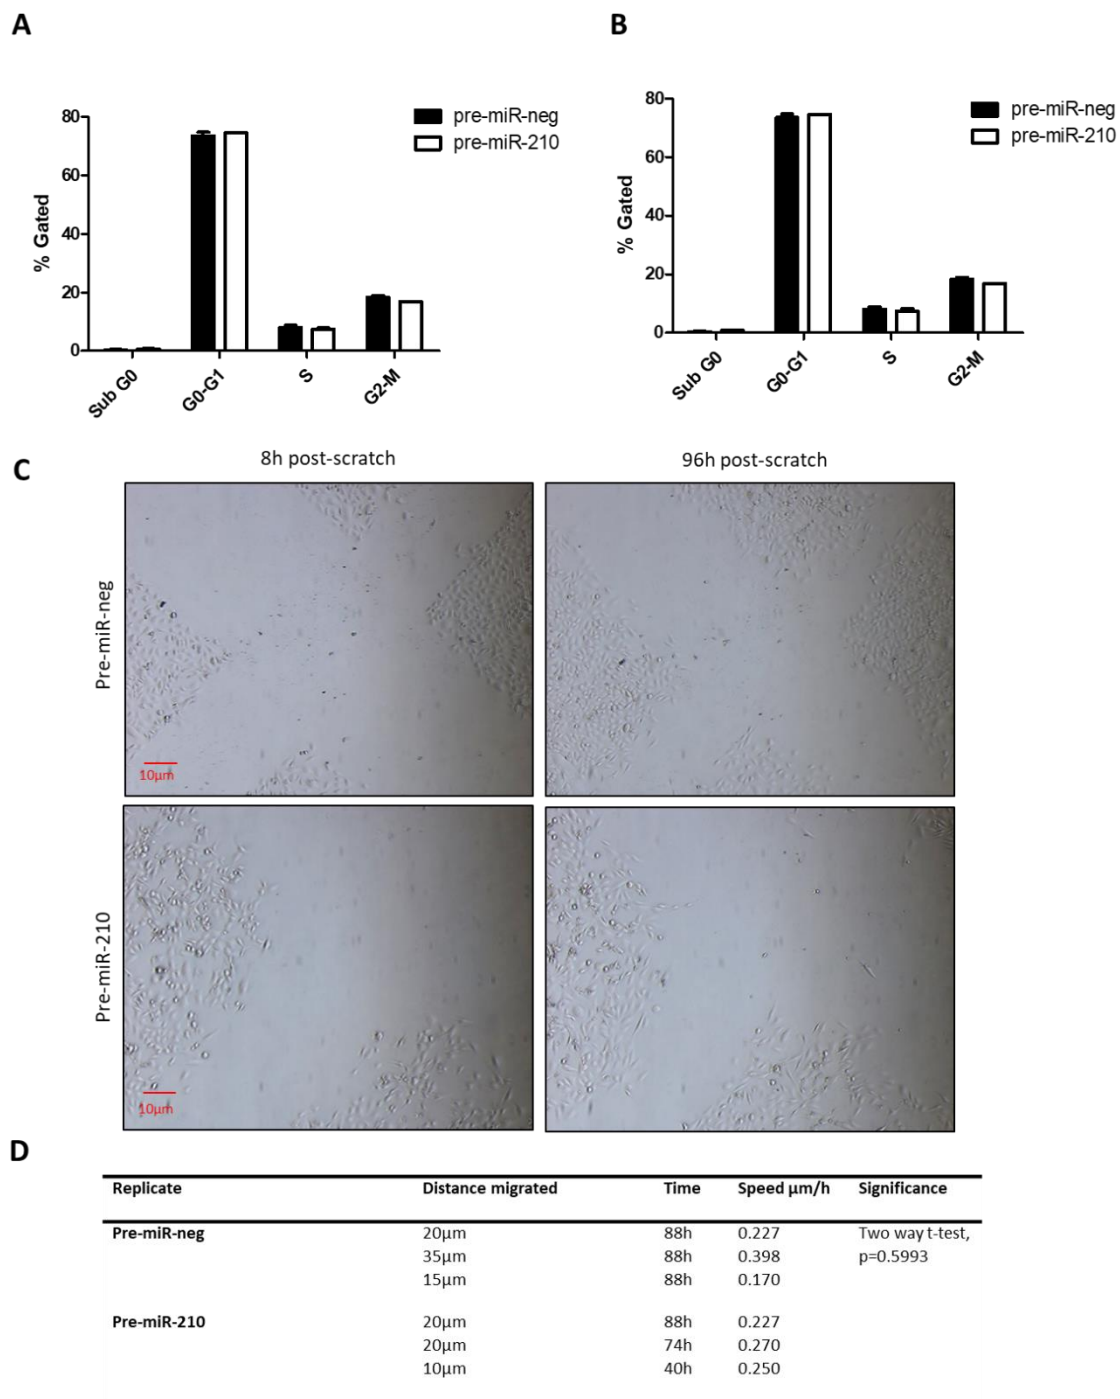 A
B
80
60
40
20
0
% Gated
pre-miR-neg
pre-miR-210
Sub G0
G0-G1
S
G2-M
80
60
40
20
0
% Gated
pre-miR-neg
pre-miR-210
Sub G0
G0-G1
S
G2-M
C
8h post-scratch
96h post-scratch
Pre-miR-neg
10µm
Pre-miR-210
10µm
D
Replicate Distance migrated Time Speed µm/h Significance
Pre-miR-neg 20µm 88h 0.227 Two way t-test,
35µm 88h 0.398 p=0.5993
15µm 88h 0.170
Pre-miR-210 20µm 88h 0.227
20µm 74h 0.270
10µm 40h 0.250